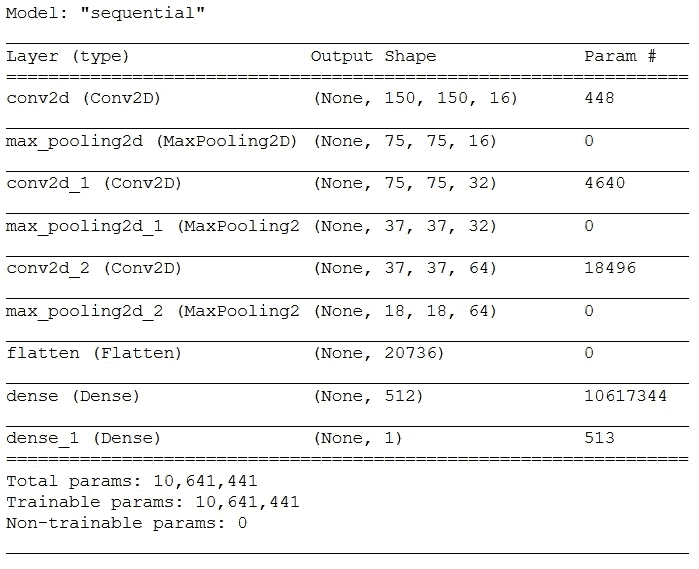 Model: "sequential"
Layer (type) Output Shape Param #
conv2d (Conv2D) (None, 150, 150, 16) 448
max_pooling2d (MaxPooling2D) (None, 75, 75, 16) 0
conv2d_1 (Conv2D) (None, 75, 75, 32) 4640
max_pooling2d_1 (MaxPooling2 (None, 37, 37, 32) 0
conv2d_2 (Conv2D) (None, 37, 37, 64) 18496
max_pooling2d_2 (MaxPooling2 (None, 18, 18, 64) 0
flatten (Flatten) (None, 20736) 0
dense (Dense) (None, 512) 10617344
dense_1 (Dense) (None, 1) 513
Total params: 10,641,441
Trainable params: 10,641,441
Non-trainable params: 0